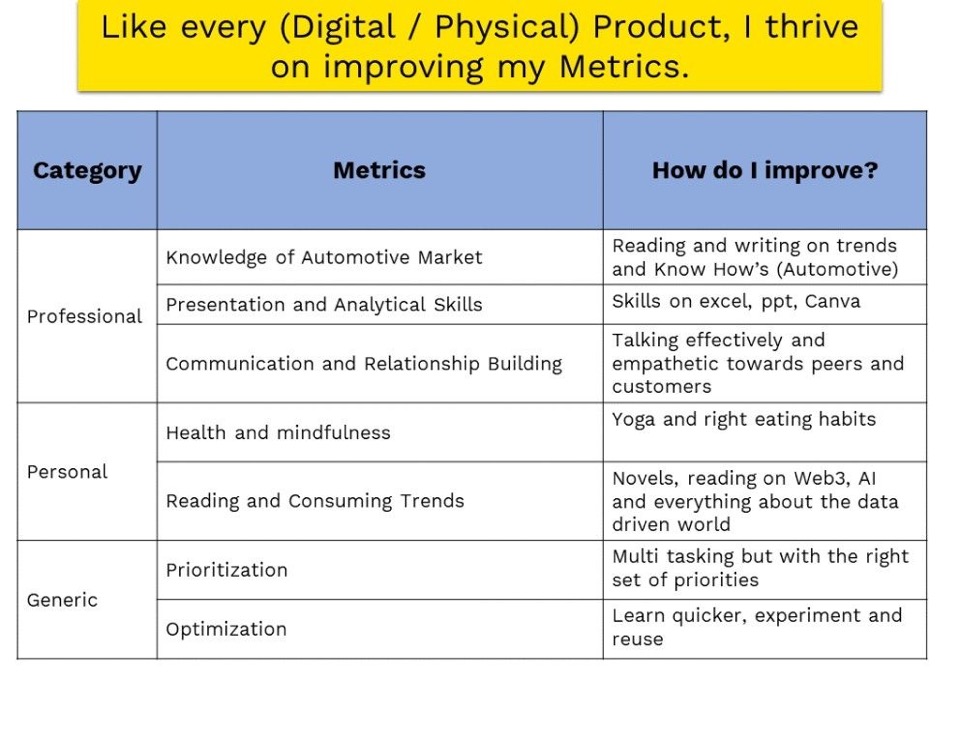 Like every (Digital / Physical) Product, I thrive
on improving my Metrics.
Category
Metrics
How do I improve?
Professional
Knowledge of Automotive Market
Reading and writing on trends
and Know How’s (Automotive)
Presentation and Analytical Skills
Skills on excel, ppt, Canva
Communication and Relationship Building
Talking effectively and
empathetic towards peers and
customers
Personal
Health and mindfulness
Yoga and right eating habits
Reading and Consuming Trends
Novels, reading on Web3, AI
and everything about the data
driven world
Generic
Prioritization
Multi tasking but with the right
set of priorities
Optimization
Learn quicker, experiment and
reuse